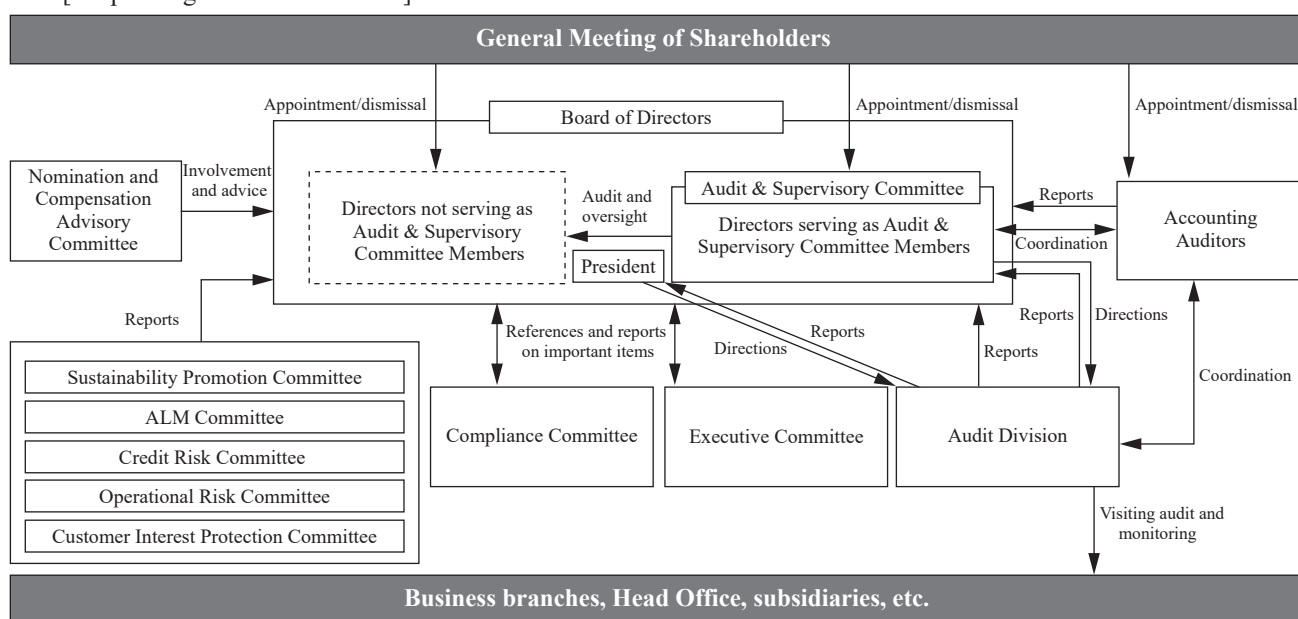 General Meeting of Shareholders
Appointment/dismissal
Appointment/dismissal
Appointment/dismissal
Board of Directors
Nomination and
Compensation
Advisory
Committee
Involvement
and advice
Directors not serving as
Audit & Supervisory
Committee Members
Audit and
oversight
Audit & Supervisory Committee
Directors serving as Audit &
Supervisory Committee Members
President
Reports
Coordination
Accounting
Auditors
Reports
References and reports
on important items
Reports
Directions
Reports
Reports
Directions
Coordination
Sustainability Promotion Committee
ALM Committee
Credit Risk Committee
Operational Risk Committee
Customer Interest Protection Committee
Compliance Committee
Executive Committee
Audit Division
Visiting audit and
monitoring
Business branches, Head Office, subsidiaries, etc.